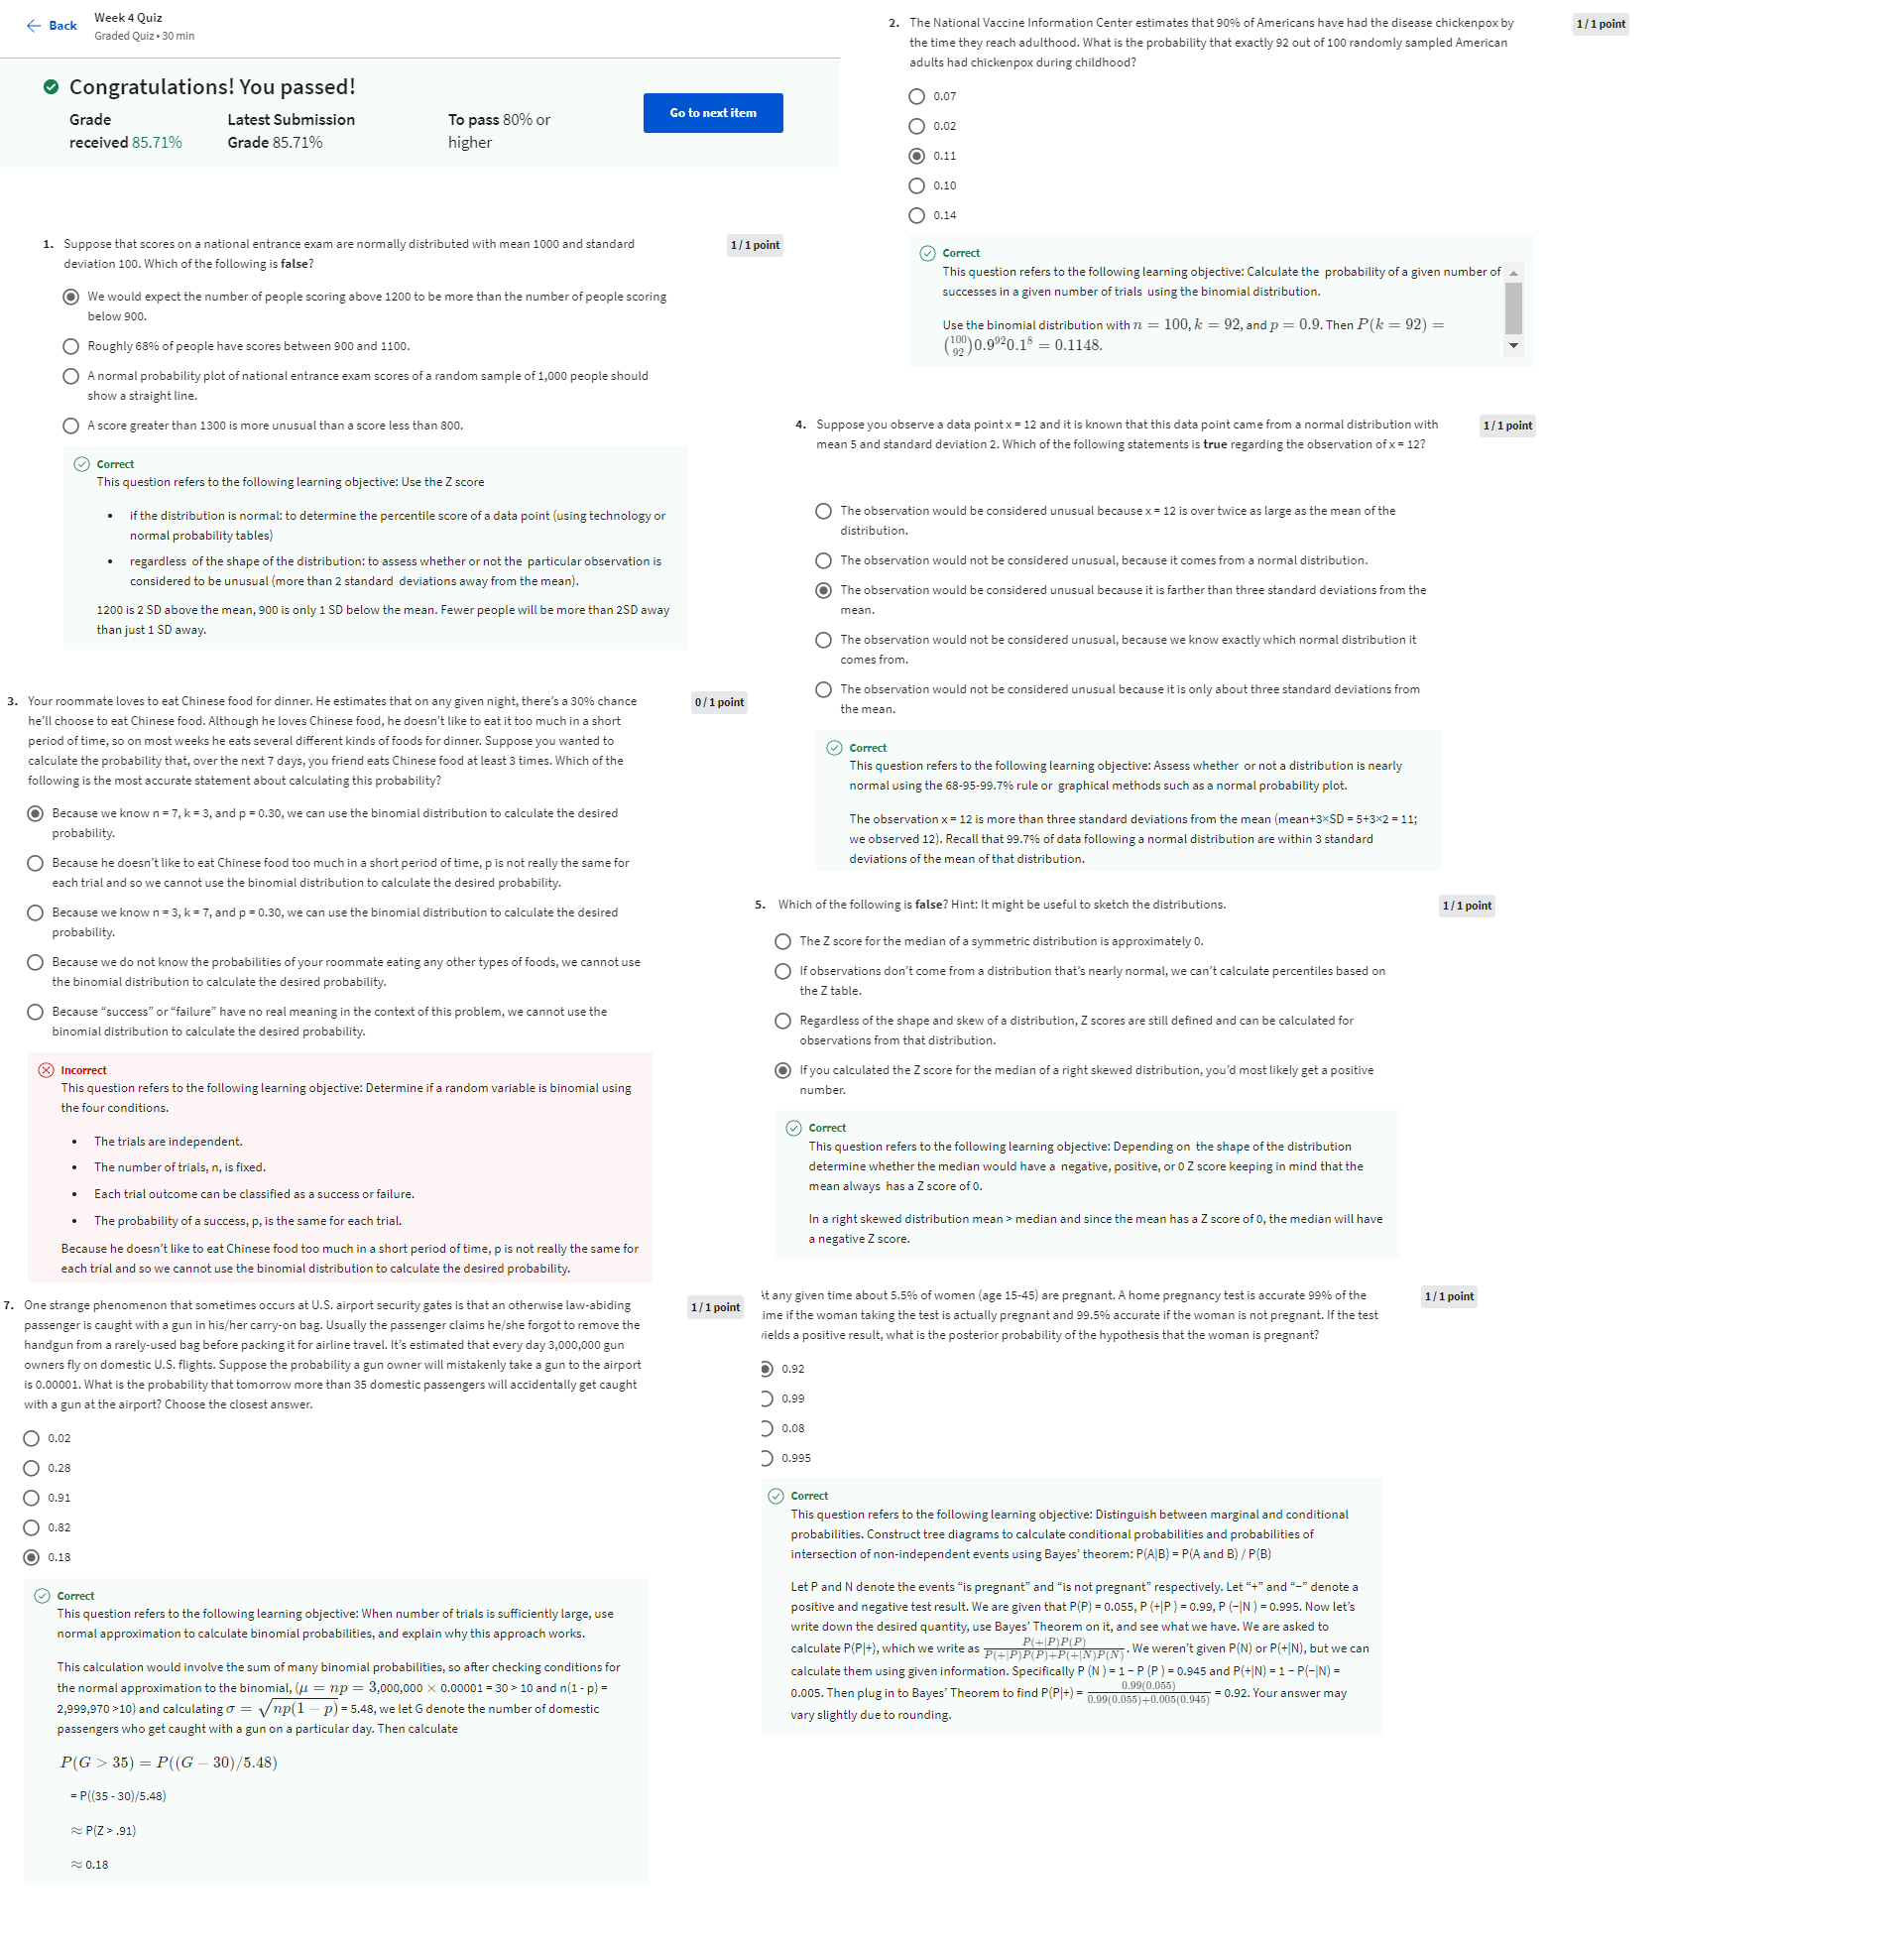 Back
Week 4 Quiz
Graded Quiz • 30 min
Congratulations! You passed!
Grade
received 85.71%
Latest Submission
Grade 85.71%
To pass 80% or
higher
Go to next item
1. Suppose that scores on a national entrance exam are normally distributed with mean 1000 and standard
deviation 100. Which of the following is false?
1 / 1 point
We would expect the number of people scoring above 1200 to be more than the number of people scoring
below 900.
Roughly 68% of people have scores between 900 and 1100.
A normal probability plot of national entrance exam scores of a random sample of 1,000 people should
show a straight line.
A score greater than 1300 is more unusual than a score less than 800.
Correct
This question refers to the following learning objective: Use the Z score
• if the distribution is normal: to determine the percentile score of a data point (using technology or
normal probability tables)
• regardless of the shape of the distribution: to assess whether or not the particular observation is
considered to be unusual (more than 2 standard deviations away from the mean).
1200 is 2 SD above the mean, 900 is only 1 SD below the mean. Fewer people will be more than 2SD away
than just 1 SD away.
2. The National Vaccine Information Center estimates that 90% of Americans have had the disease chickenpox by
the time they reach adulthood. What is the probability that exactly 92 out of 100 randomly sampled American
adults had chickenpox during childhood?
1 / 1 point
0.07
0.02
0.11
0.10
0.14
Correct
This question refers to the following learning objective: Calculate the probability of a given number of
successes in a given number of trials using the binomial distribution.
Use the binomial distribution with n = 100, k = 92, and p = 0.9. Then P(k = 92) =
(100 92)0.9^92 0.1^8 = 0.1148.
3. Your roommate loves to eat Chinese food for dinner. He estimates that on any given night, there's a 30% chance
he'll choose to eat Chinese food. Although he loves Chinese food, he doesn't like to eat it too much in a short
period of time, so on most weeks he eats several different kinds of foods for dinner. Suppose you wanted to
calculate the probability that, over the next 7 days, you friend eats Chinese food at least 3 times. Which of the
following is the most accurate statement about calculating this probability?
0 / 1 point
Because we know n = 7, k = 3, and p = 0.30, we can use the binomial distribution to calculate the desired
probability.
Because he doesn't like to eat Chinese food too much in a short period of time, p is not really the same for
each trial and so we cannot use the binomial distribution to calculate the desired probability.
Because we know n = 3, k = 7, and p = 0.30, we can use the binomial distribution to calculate the desired
probability.
Because we do not know the probabilities of your roommate eating any other types of foods, we cannot use
the binomial distribution to calculate the desired probability.
Because “success” or “failure” have no real meaning in the context of this problem, we cannot use the
binomial distribution to calculate the desired probability.
Incorrect
This question refers to the following learning objective: Determine if a random variable is binomial using
the four conditions.
• The trials are independent.
• The number of trials, n, is fixed.
• Each trial outcome can be classified as a success or failure.
• The probability of a success, p, is the same for each trial.
Because he doesn't like to eat Chinese food too much in a short period of time, p is not really the same for
each trial and so we cannot use the binomial distribution to calculate the desired probability.
4. Suppose you observe a data point x = 12 and it is known that this data point came from a normal distribution with
mean 5 and standard deviation 2. Which of the following statements is true regarding the observation of x = 12?
1 / 1 point
The observation would be considered unusual because x = 12 is over twice as large as the mean of the
distribution.
The observation would not be considered unusual, because it comes from a normal distribution.
The observation would be considered unusual because it is farther than three standard deviations from the
mean.
The observation would not be considered unusual, because we know exactly which normal distribution it
comes from.
The observation would not be considered unusual because it is only about three standard deviations from
the mean.
Correct
This question refers to the following learning objective: Assess whether or not a distribution is nearly
normal using the 68-95-99.7% rule or graphical methods such as a normal probability plot.
The observation x = 12 is more than three standard deviations from the mean (mean+3×SD = 5+3×2 = 11;
we observed 12). Recall that 99.7% of data following a normal distribution are within 3 standard
deviations of the mean of that distribution.
5. Which of the following is false? Hint: It might be useful to sketch the distributions.
1 / 1 point
The Z score for the median of a symmetric distribution is approximately 0.
If observations don't come from a distribution that's nearly normal, we can't calculate percentiles based on
the Z table.
Regardless of the shape and skew of a distribution, Z scores are still defined and can be calculated for
observations from that distribution.
If you calculated the Z score for the median of a right skewed distribution, you'd most likely get a positive
number.
Correct
This question refers to the following learning objective: Depending on the shape of the distribution
determine whether the median would have a negative, positive, or 0 Z score keeping in mind that the
mean always has a Z score of 0.
In a right skewed distribution mean > median and since the mean has a Z score of 0, the median will have
a negative Z score.
7. One strange phenomenon that sometimes occurs at U.S. airport security gates is that an otherwise law-abiding
passenger is caught with a gun in his/her carry-on bag. Usually the passenger claims he/she forgot to remove the
handgun from a rarely-used bag before packing it for airline travel. It's estimated that every day 3,000,000 gun
owners fly on domestic U.S. flights. Suppose the probability a gun owner will mistakenly take a gun to the airport
is 0.00001. What is the probability that tomorrow more than 35 domestic passengers will accidentally get caught
with a gun at the airport? Choose the closest answer.
1 / 1 point
0.02
0.28
0.91
0.82
0.18
Correct
This question refers to the following learning objective: When number of trials is sufficiently large, use
normal approximation to calculate binomial probabilities, and explain why this approach works.
This calculation would involve the sum of many binomial probabilities, so after checking conditions for
the normal approximation to the binomial, (μ = np = 3,000,000 × 0.00001 = 30 > 10 and n(1 - p) =
2,999,970 >10) and calculating σ = √np(1 − p) = 5.48, we let G denote the number of domestic
passengers who get caught with a gun on a particular day. Then calculate
P(G > 35) = P((G − 30)/5.48)
= P((35 - 30)/5.48)
≈ P(Z > .91)
≈ 0.18
At any given time about 5.5% of women (age 15-45) are pregnant. A home pregnancy test is accurate 99% of the
time if the woman taking the test is actually pregnant and 99.5% accurate if the woman is not pregnant. If the test
yields a positive result, what is the posterior probability of the hypothesis that the woman is pregnant?
1 / 1 point
0.92
0.99
0.08
0.995
Correct
This question refers to the following learning objective: Distinguish between marginal and conditional
probabilities. Construct tree diagrams to calculate conditional probabilities and probabilities of
intersection of non-independent events using Bayes' theorem: P(A|B) = P(A and B) / P(B)
Let P and N denote the events “is pregnant” and “is not pregnant” respectively. Let “+” and “−” denote a
positive and negative test result. We are given that P(P) = 0.055, P (+|P ) = 0.99, P (−|N ) = 0.995. Now let's
write down the desired quantity, use Bayes' Theorem on it, and see what we have. We are asked to
calculate P(P|+), which we write as P(+|P)P(P) / P(+|P)P(P)+P(+|N)P(N). We weren't given P(N) or P(+|N), but we can
calculate them using given information. Specifically P (N ) = 1 − P (P ) = 0.945 and P(+|N) = 1 − P(−|N) =
0.005. Then plug in to Bayes' Theorem to find P(P|+) = 0.99(0.055) / 0.99(0.055)+0.005(0.945) = 0.92. Your answer may
vary slightly due to rounding.